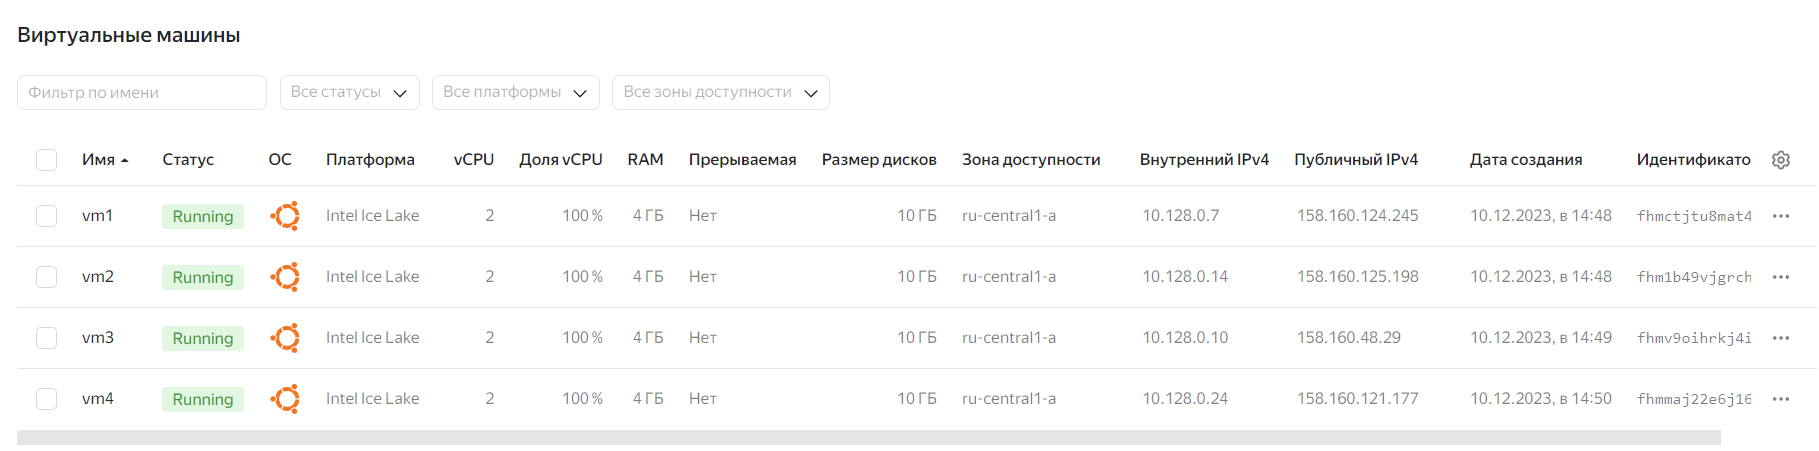 Виртуальные машины
Фильтр по имени Все статусы Все платформы Все зоны доступности
Имя Статус ОС Платформа vCPU Доля vCPU RAM Прерываемая Размер дисков Зона доступности Внутренний IPv4 Публичный IPv4 Дата создания Идентификато
vm1 Running Intel Ice Lake 2 100 % 4 ГБ Нет 10 ГБ ru-central1-a 10.128.0.7 158.160.124.245 10.12.2023, в 14:48 fhmctjtu8mat4
vm2 Running Intel Ice Lake 2 100 % 4 ГБ Нет 10 ГБ ru-central1-a 10.128.0.14 158.160.125.198 10.12.2023, в 14:48 fhm1b49vjgrch
vm3 Running Intel Ice Lake 2 100 % 4 ГБ Нет 10 ГБ ru-central1-a 10.128.0.10 158.160.48.29 10.12.2023, в 14:49 fhmv9oihrkj4i
vm4 Running Intel Ice Lake 2 100 % 4 ГБ Нет 10 ГБ ru-central1-a 10.128.0.24 158.160.121.177 10.12.2023, в 14:50 fhmmaj22e6j16